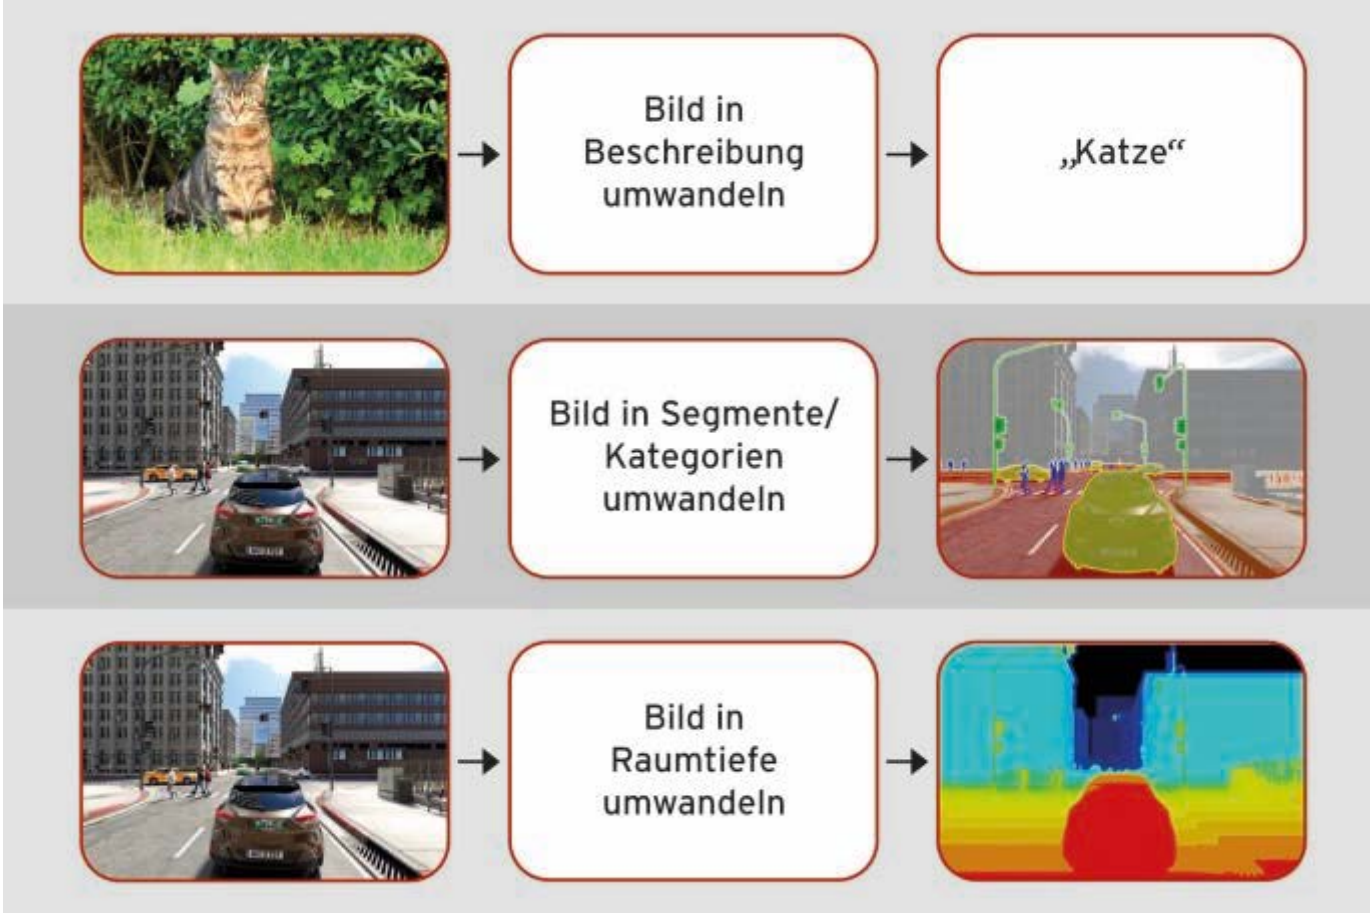 Bild in
Beschreibung
umwandeln
„Katze“
Bild in Segmente/
Kategorien
umwandeln
Bild in
Raumtiefe
umwandeln